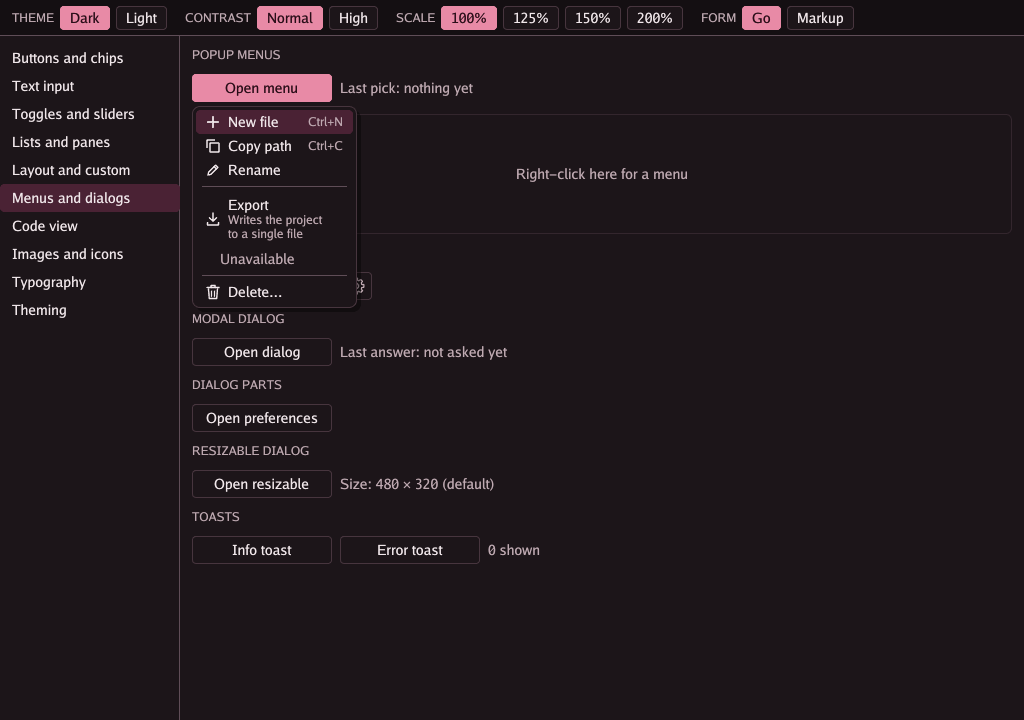 THEME Dark Light CONTRAST Normal High SCALE 100% 125% 150% 200% FORM Go Markup
Buttons and chips
Text input
Toggles and sliders
Lists and panes
Layout and custom
Menus and dialogs
Code view
Images and icons
Typography
Theming
POPUP MENUS
Open menu Last pick: nothing yet
New file Ctrl+N
Copy path Ctrl+C
Rename
Export
Writes the project
to a single file
Unavailable
Delete...
Right-click here for a menu
MODAL DIALOG
Open dialog Last answer: not asked yet
DIALOG PARTS
Open preferences
RESIZABLE DIALOG
Open resizable Size: 480 × 320 (default)
TOASTS
Info toast Error toast 0 shown